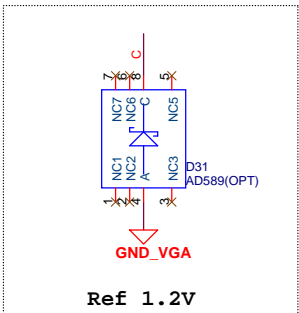 C
7 6 8 5
NC7 NC6 C NC5
NC1 NC2 A NC3
D31
AD589(OPT)
1 2 4 3
GND_VGA
Ref 1.2V